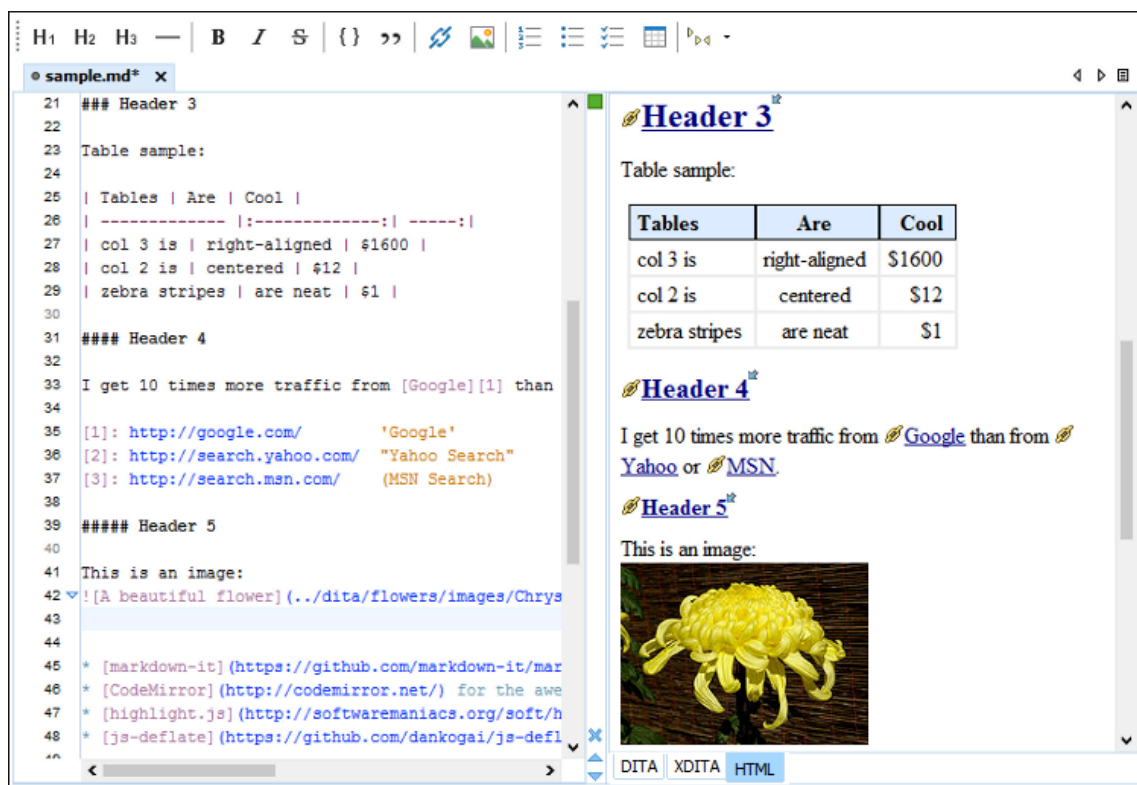 H1 H2 H3 B I S {} ,,
sample.md*
21 ### Header 3
22
23 Table sample:
24
25 | Tables | Are | Cool |
26 | ------------- |:-------------:| -----:|
27 | col 3 is | right-aligned | $1600 |
28 | col 2 is | centered | $12 |
29 | zebra stripes | are neat | $1 |
30
31 #### Header 4
32
33 I get 10 times more traffic from [Google][1] than
34
35 [1]: http://google.com/ 'Google'
36 [2]: http://search.yahoo.com/ "Yahoo Search"
37 [3]: http://search.msn.com/ (MSN Search)
38
39 ##### Header 5
40
41 This is an image:
42 ![A beautiful flower](../dita/flowers/images/Chrys
43
44
45 * [markdown-it](https://github.com/markdown-it/mar
46 * [CodeMirror](http://codemirror.net/) for the awe
47 * [highlight.js](http://softwaremaniacs.org/soft/h
48 * [js-deflate](https://github.com/dankogai/js-defl
Header 3
Table sample:
Tables Are Cool
col 3 is right-aligned $1600
col 2 is centered $12
zebra stripes are neat $1
Header 4
I get 10 times more traffic from Google than from
Yahoo or MSN.
Header 5
This is an image:
DITA XDITA HTML